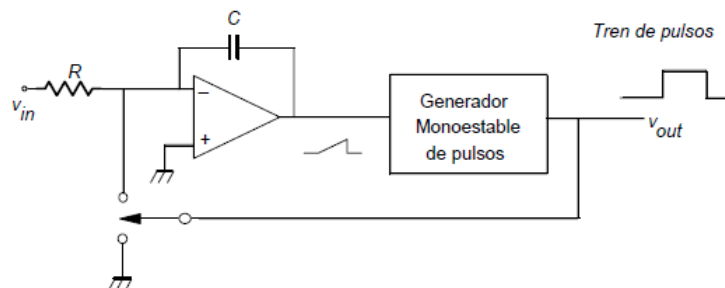 C
Tren de pulsos
R
v_in
−
+
Generador
Monoestable
de pulsos
v_out